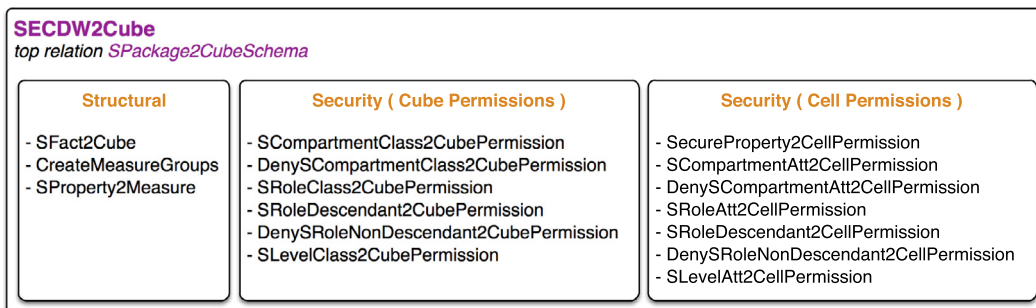 SECDW2Cube
top relation SPackage2CubeSchema
Structural
- SFact2Cube
- CreateMeasureGroups
- SProperty2Measure
Security ( Cube Permissions )
- SCompartmentClass2CubePermission
- DenySCompartmentClass2CubePermission
- SRoleClass2CubePermission
- SRoleDescendant2CubePermission
- DenySRoleNonDescendant2CubePermission
- SLevelClass2CubePermission
Security ( Cell Permissions )
- SecureProperty2CellPermission
- SCompartmentAtt2CellPermission
- DenySCompartmentAtt2CellPermission
- SRoleAtt2CellPermission
- SRoleDescendant2CellPermission
- DenySRoleNonDescendant2CellPermission
- SLevelAtt2CellPermission